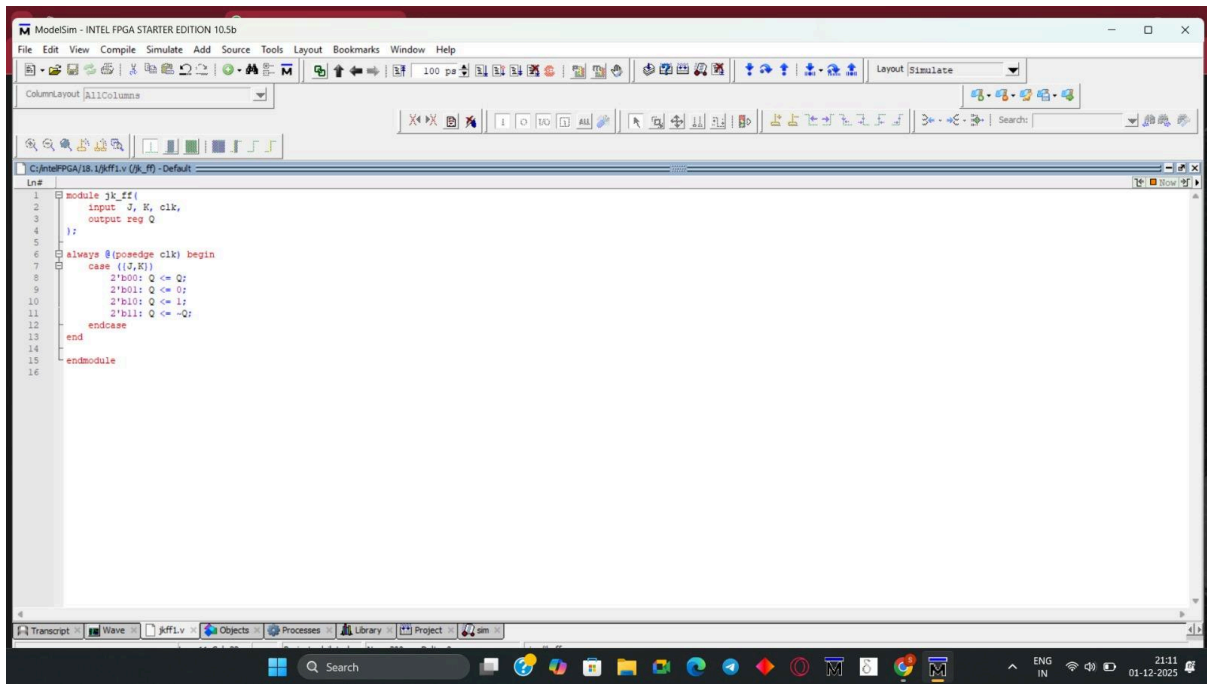 ModelSim - INTEL FPGA STARTER EDITION 10.5b
File Edit View Compile Simulate Add Source Tools Layout Bookmarks Window Help
100 ps
Layout Simulate
ColumnLayout AllColumns
Search:
C:/intelFPGA/18.1/jkff1.v (/jk_ff) - Default
Ln#
Now
1 module jk_ff(
2 input J, K, clk,
3 output reg Q
4 );
5
6 always @(posedge clk) begin
7 case ({J,K})
8 2'b00: Q <= Q;
9 2'b01: Q <= 0;
10 2'b10: Q <= 1;
11 2'b11: Q <= ~Q;
12 endcase
13 end
14
15 endmodule
16
Transcript Wave jkff1.v Objects Processes Library Project sim
Search
ENG
IN
21:11
01-12-2025